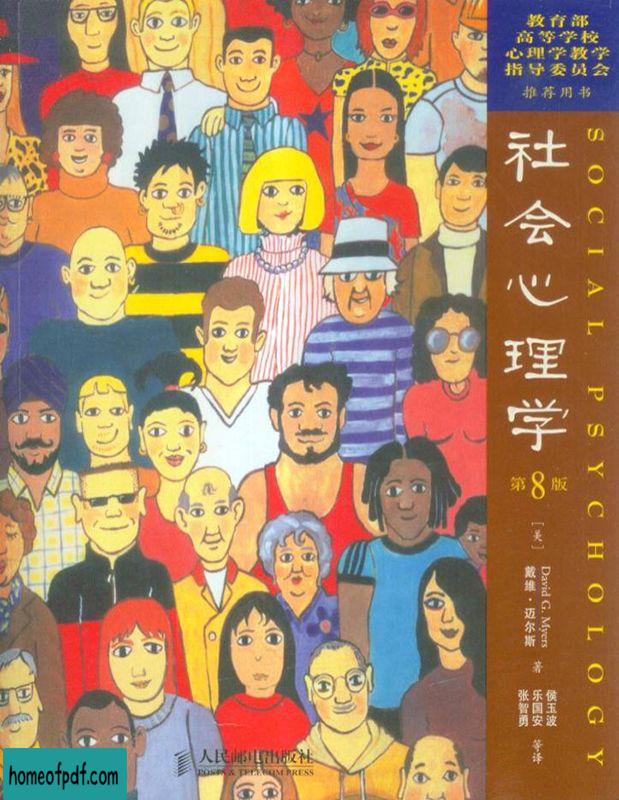 教育部
高等学校
心理学教学
指导委员会
推荐用书
社会心理学
SOCIAL PSYCHOLOGY
第8版
[美]
David G. Myers
戴维·迈尔斯 著
侯玉波
乐国安
张智勇
等译
人民邮电出版社
POSTS & TELECOM PRESS
homeofpdf.com